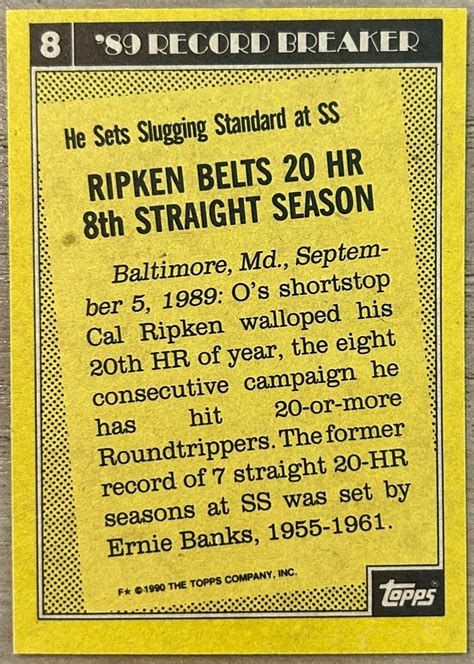 8 '89 RECORD BREAKER
He Sets Slugging Standard at SS
RIPKEN BELTS 20 HR
8th STRAIGHT SEASON
Baltimore, Md., Septem-
ber 5, 1989: O's shortstop
Cal Ripken walloped his
20th HR of year, the eight
consecutive campaign he
has hit 20-or-more
Roundtrippers. The former
record of 7 straight 20-HR
seasons at SS was set by
Ernie Banks, 1955-1961.
F★ ©1990 THE TOPPS COMPANY, INC.
topps